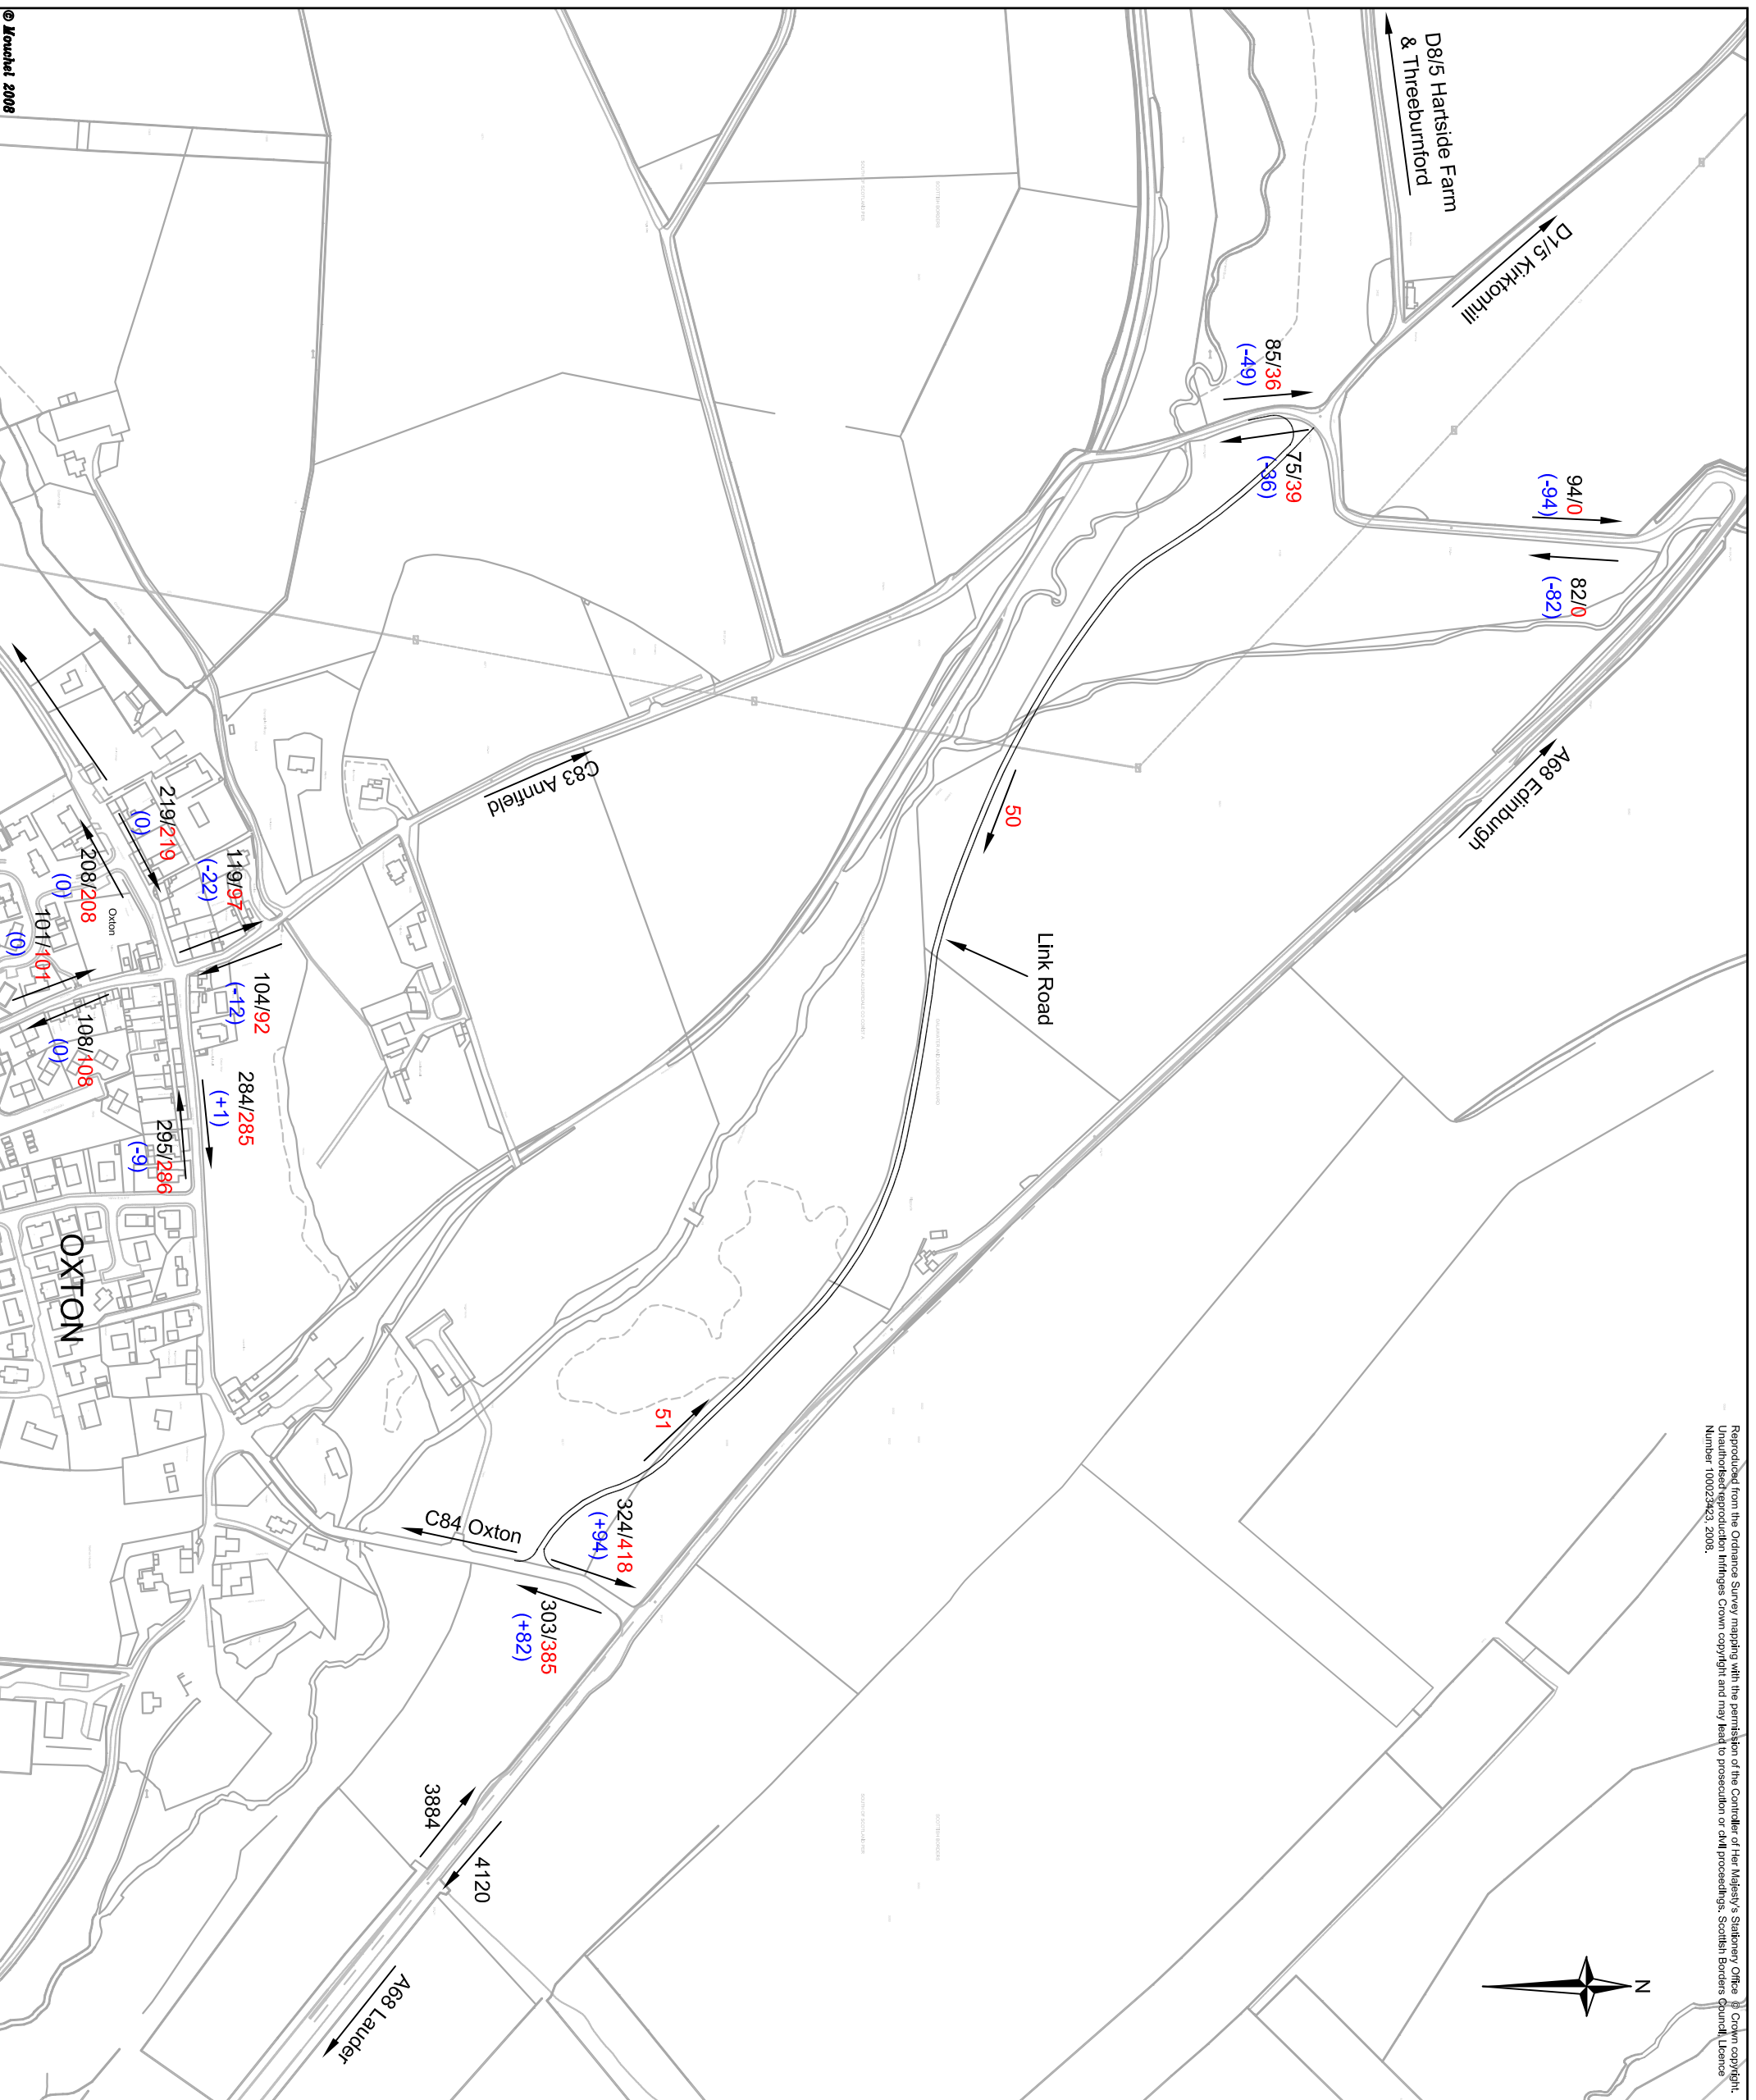 Reproduced from the Ordnance Survey mapping with the permission of the Controller of Her Majesty's Stationery Office © Crown copyright.
Unauthorised reproduction infringes Crown copyright and may lead to prosecution or civil proceedings. Scottish Borders Council, Licence
Number 100023423, 2008.
N
D8/5 Hartside Farm
& Threeburnford
D1/5 Kirktonhill
94/0
(-94)
82/0
(-82)
A68 Edinburgh
85/36
(-49)
75/39
(-36)
50
Link Road
51
C83 Annfield
324/418
(+94)
C84 Oxton
303/385
(+82)
3884
4120
A68 Lauder
219/219
(0)
119/97
(-22)
208/208
(0)
Oxton
101/101
(0)
104/92
(-12)
108/108
(0)
284/285
(+1)
295/286
(-9)
OXTON
© Mouchel 2008